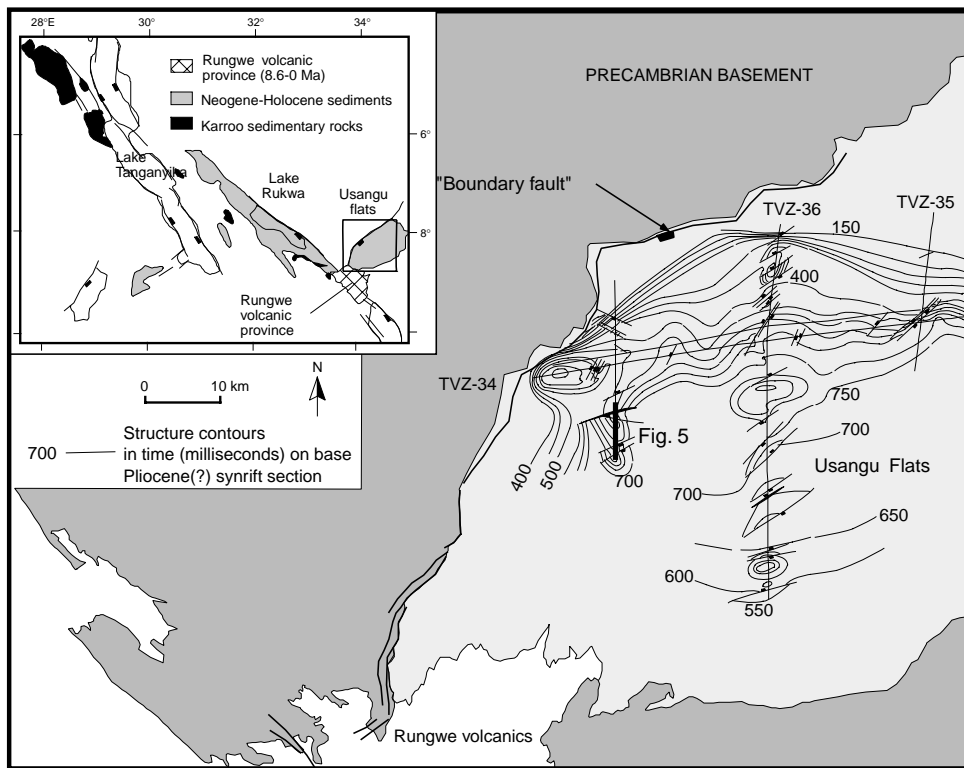 28°E
30°
32°
34°
Rungwe volcanic
province (8.6-0 Ma)
Neogene-Holocene sediments
Karroo sedimentary rocks
6°
8°
Lake
Tanganyika
Lake
Rukwa
Usangu
flats
Rungwe
volcanic
province
PRECAMBRIAN BASEMENT
"Boundary fault"
TVZ-36
TVZ-35
150
400
TVZ-34
0 10 km
N
700
Structure contours
in time (milliseconds) on base
Pliocene(?) synrift section
750
Fig. 5
700
400
500
700
Usangu Flats
700
650
600
550
Rungwe volcanics